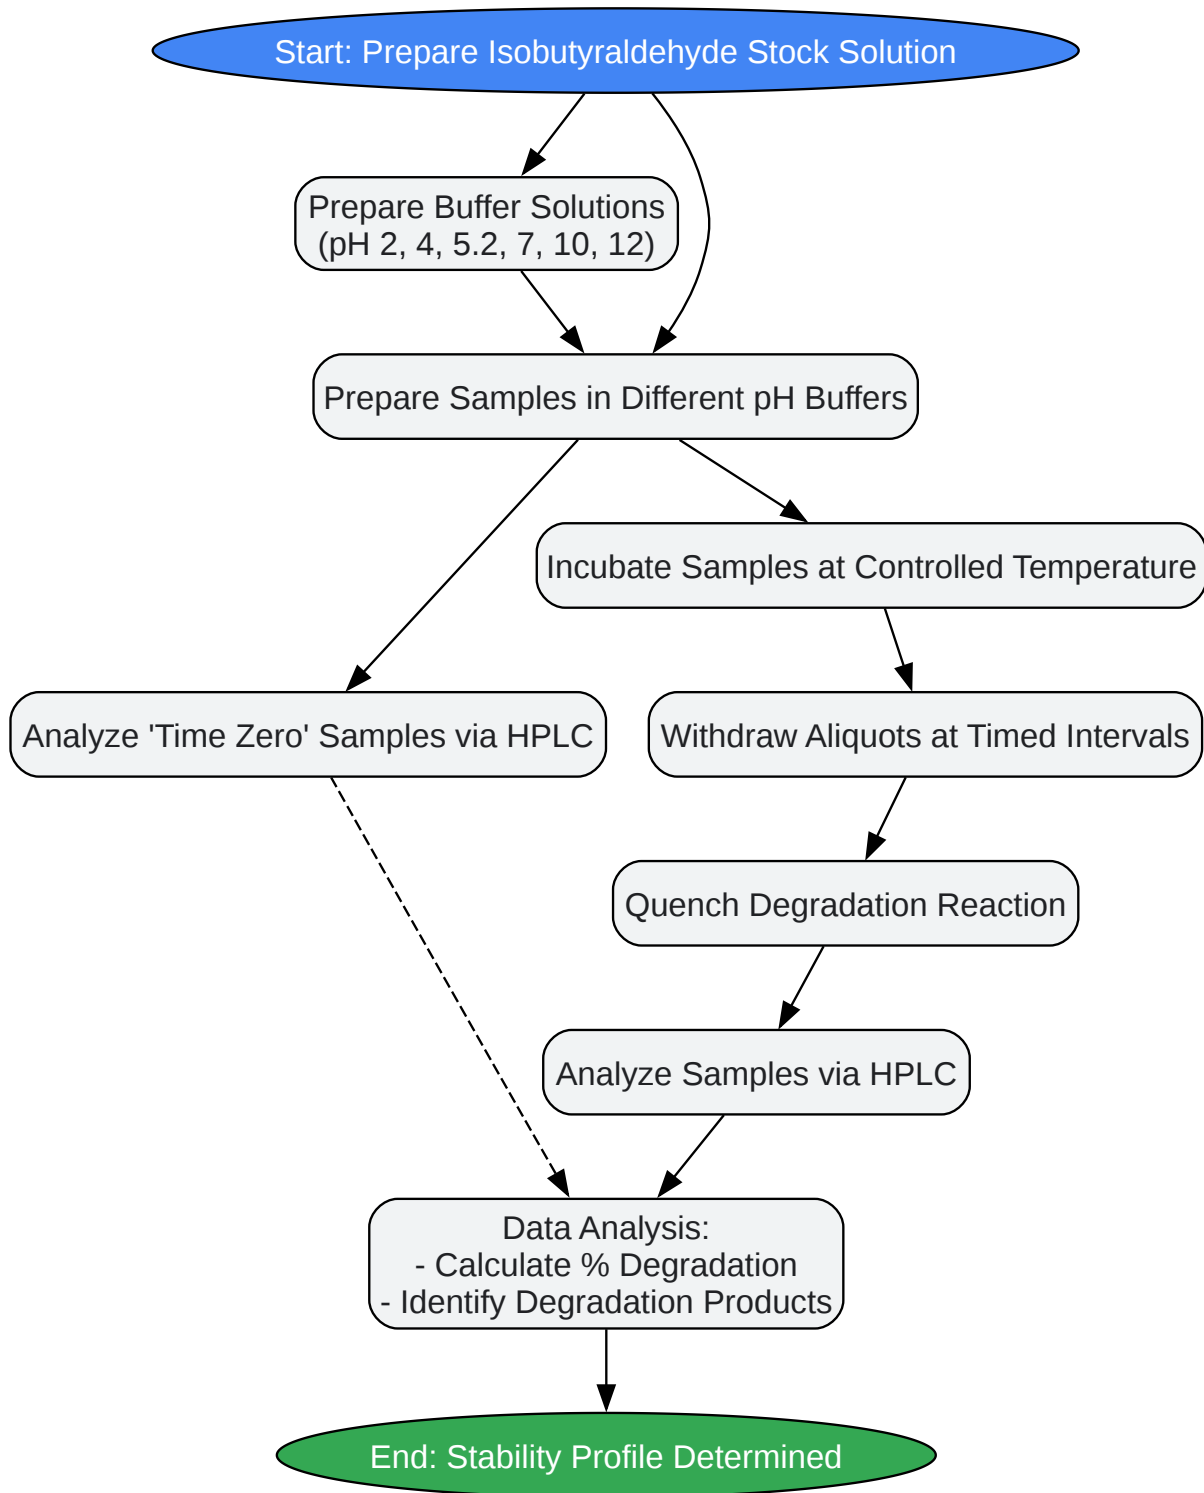 Start: Prepare Isobutyraldehyde Stock Solution
Prepare Buffer Solutions
(pH 2, 4, 5.2, 7, 10, 12)
Prepare Samples in Different pH Buffers
Incubate Samples at Controlled Temperature
Analyze 'Time Zero' Samples via HPLC
Withdraw Aliquots at Timed Intervals
Quench Degradation Reaction
Analyze Samples via HPLC
Data Analysis:
- Calculate % Degradation
- Identify Degradation Products
End: Stability Profile Determined